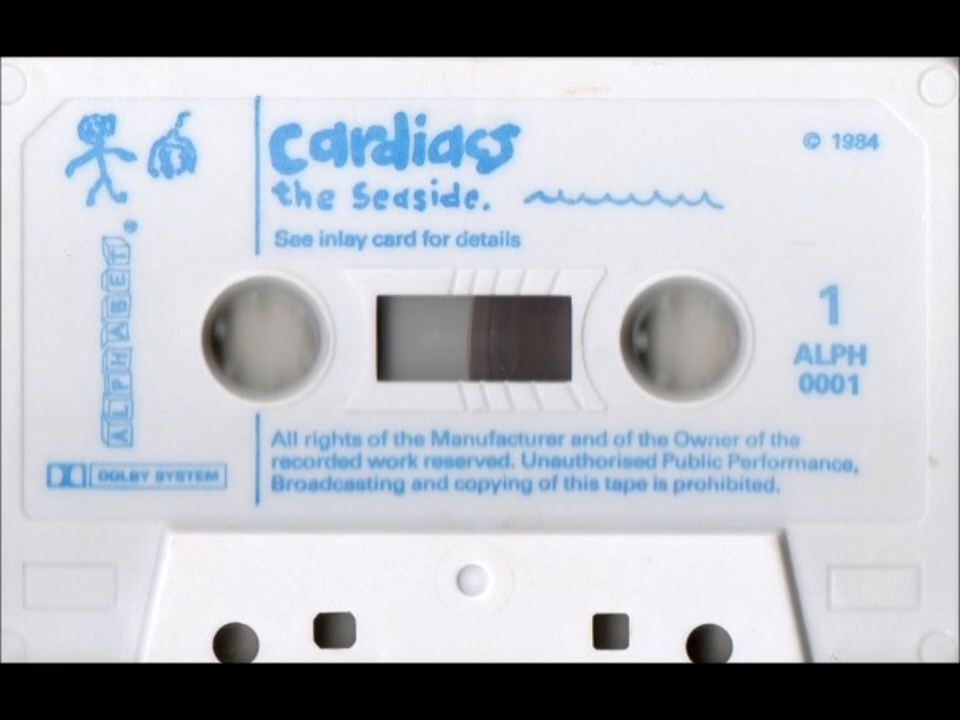 cardiacs
the seaside.
© 1984
See inlay card for details
ALPHABET
1
ALPH
0001
DOLBY SYSTEM
All rights of the Manufacturer and of the Owner of the
recorded work reserved. Unauthorised Public Performance,
Broadcasting and copying of this tape is prohibited.